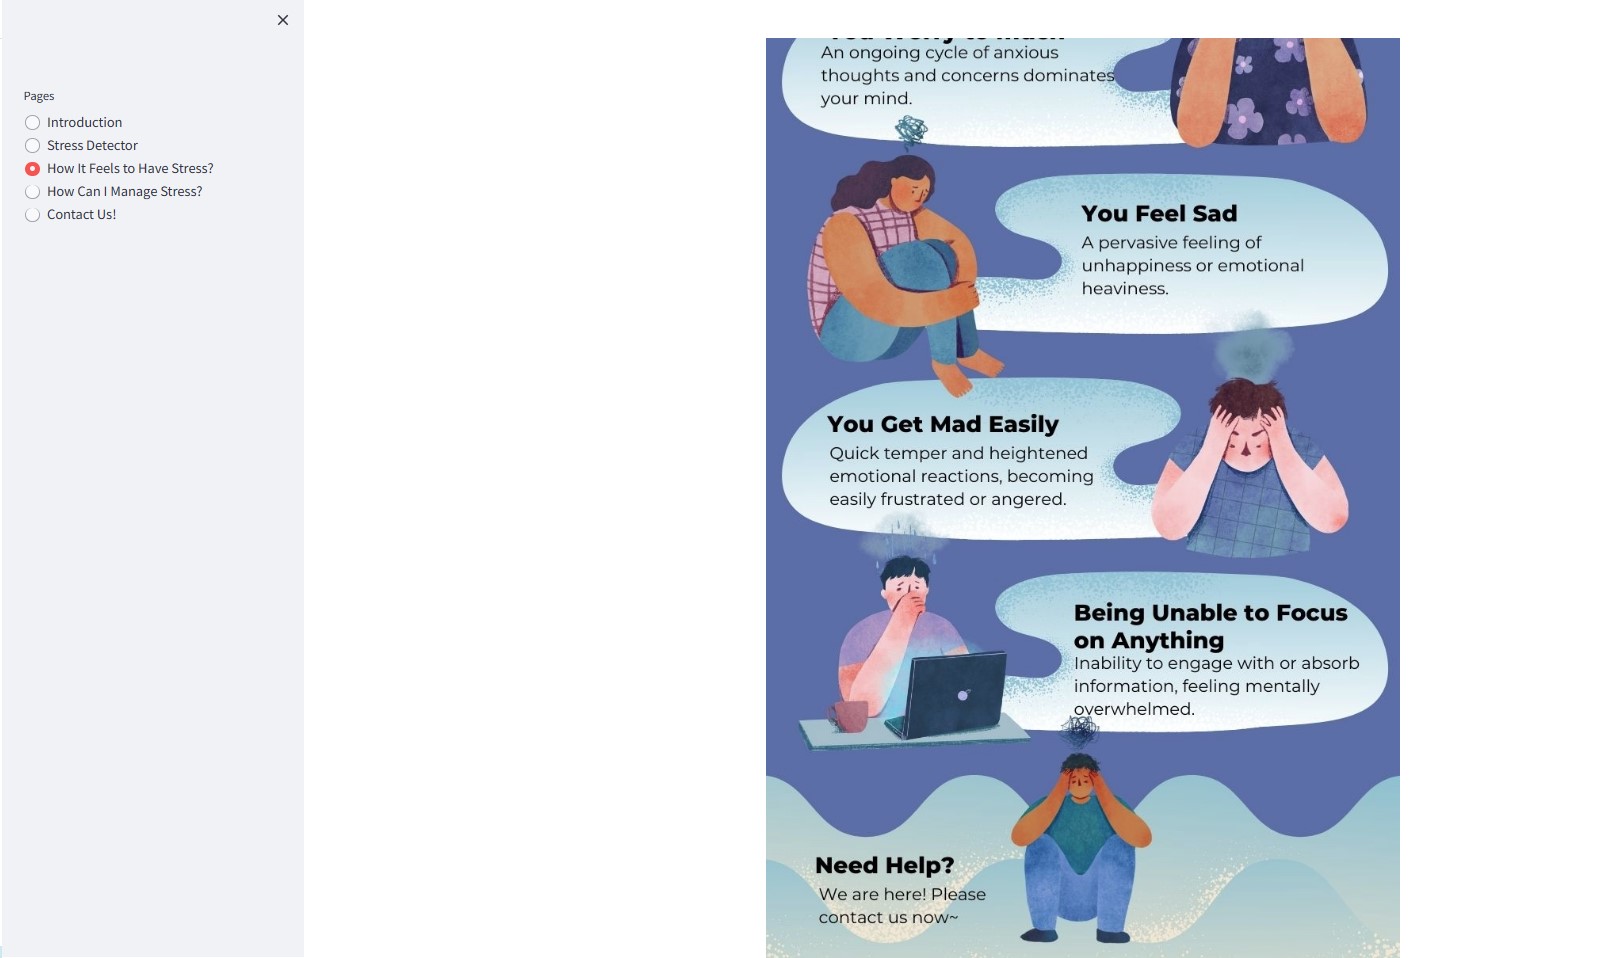 Pages
Introduction
Stress Detector
How It Feels to Have Stress?
How Can I Manage Stress?
Contact Us!
You Worry to Much
An ongoing cycle of anxious
thoughts and concerns dominates
your mind.
You Feel Sad
A pervasive feeling of
unhappiness or emotional
heaviness.
You Get Mad Easily
Quick temper and heightened
emotional reactions, becoming
easily frustrated or angered.
Being Unable to Focus
on Anything
Inability to engage with or absorb
information, feeling mentally
overwhelmed.
Need Help?
We are here! Please
contact us now~